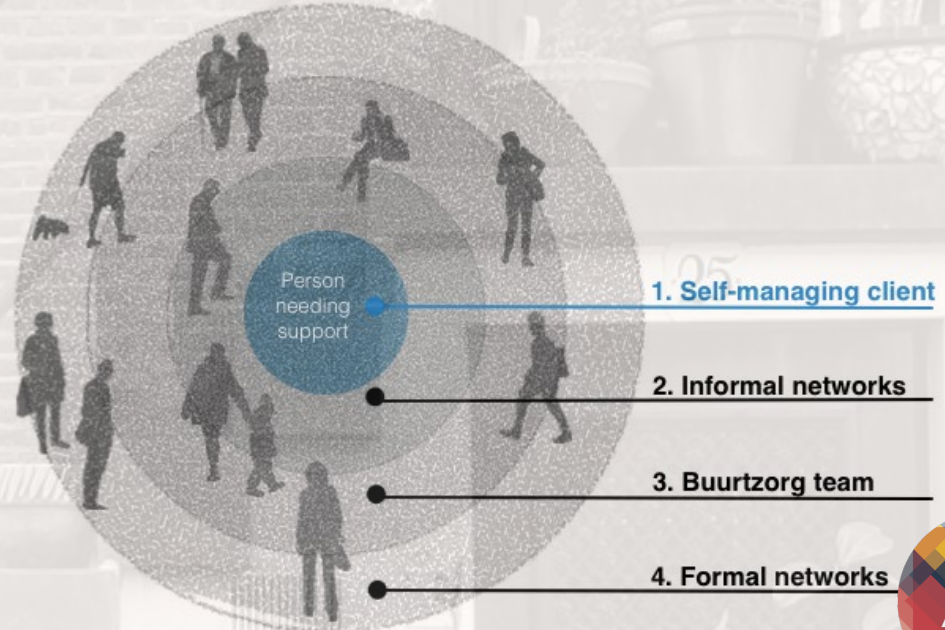 Person
needing
support
1. Self-managing client
2. Informal networks
3. Buurtzorg team
4. Formal networks